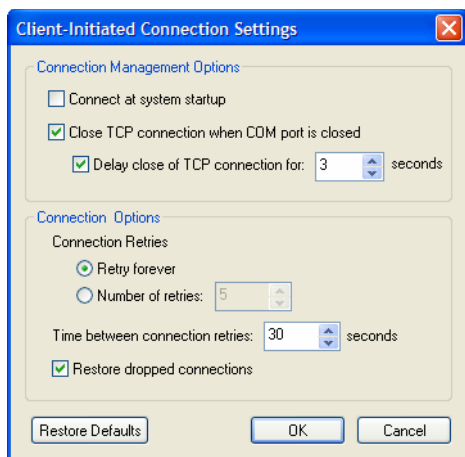 Client-Initiated Connection Settings
Connection Management Options
Connect at system startup
Close TCP connection when COM port is closed
Delay close of TCP connection for: 3 seconds
Connection Options
Connection Retries
Retry forever
Number of retries: 5
Time between connection retries: 30 seconds
Restore dropped connections
Restore Defaults OK Cancel